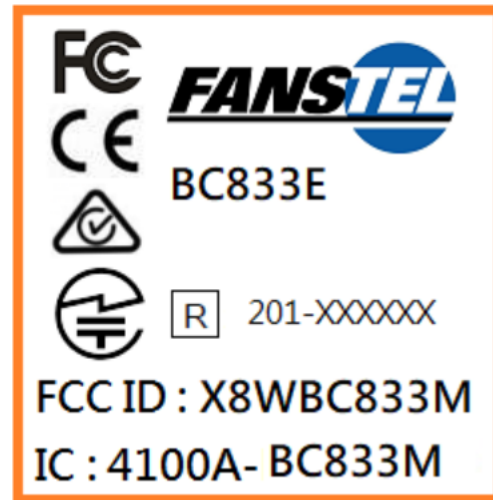 FC
CE
FANSTEL
BC833E
R 201-XXXXXX
FCC ID : X8WBC833M
IC : 4100A- BC833M